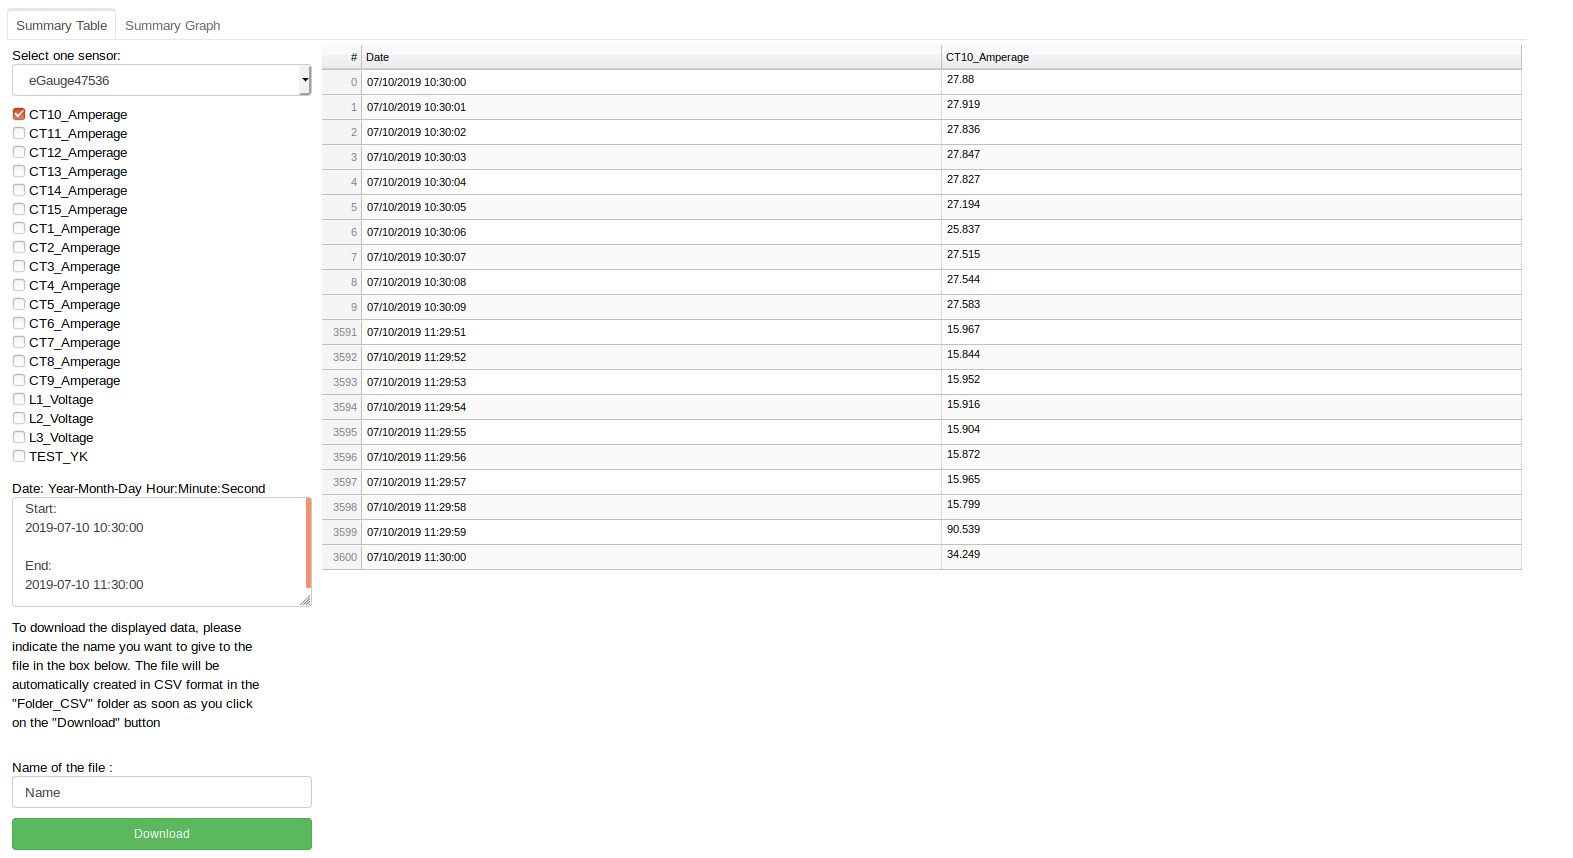 Summary Table Summary Graph
Select one sensor:
eGauge47536
CT10_Amperage
CT11_Amperage
CT12_Amperage
CT13_Amperage
CT14_Amperage
CT15_Amperage
CT1_Amperage
CT2_Amperage
CT3_Amperage
CT4_Amperage
CT5_Amperage
CT6_Amperage
CT7_Amperage
CT8_Amperage
CT9_Amperage
L1_Voltage
L2_Voltage
L3_Voltage
TEST_YK
Date: Year-Month-Day Hour:Minute:Second
Start:
2019-07-10 10:30:00
End:
2019-07-10 11:30:00
To download the displayed data, please
indicate the name you want to give to the
file in the box below. The file will be
automatically created in CSV format in the
"Folder_CSV" folder as soon as you click
on the "Download" button
Name of the file :
Name
Download
# Date CT10_Amperage
0 07/10/2019 10:30:00 27.88
1 07/10/2019 10:30:01 27.919
2 07/10/2019 10:30:02 27.836
3 07/10/2019 10:30:03 27.847
4 07/10/2019 10:30:04 27.827
5 07/10/2019 10:30:05 27.194
6 07/10/2019 10:30:06 25.837
7 07/10/2019 10:30:07 27.515
8 07/10/2019 10:30:08 27.544
9 07/10/2019 10:30:09 27.583
3591 07/10/2019 11:29:51 15.967
3592 07/10/2019 11:29:52 15.844
3593 07/10/2019 11:29:53 15.952
3594 07/10/2019 11:29:54 15.916
3595 07/10/2019 11:29:55 15.904
3596 07/10/2019 11:29:56 15.872
3597 07/10/2019 11:29:57 15.965
3598 07/10/2019 11:29:58 15.799
3599 07/10/2019 11:29:59 90.539
3600 07/10/2019 11:30:00 34.249